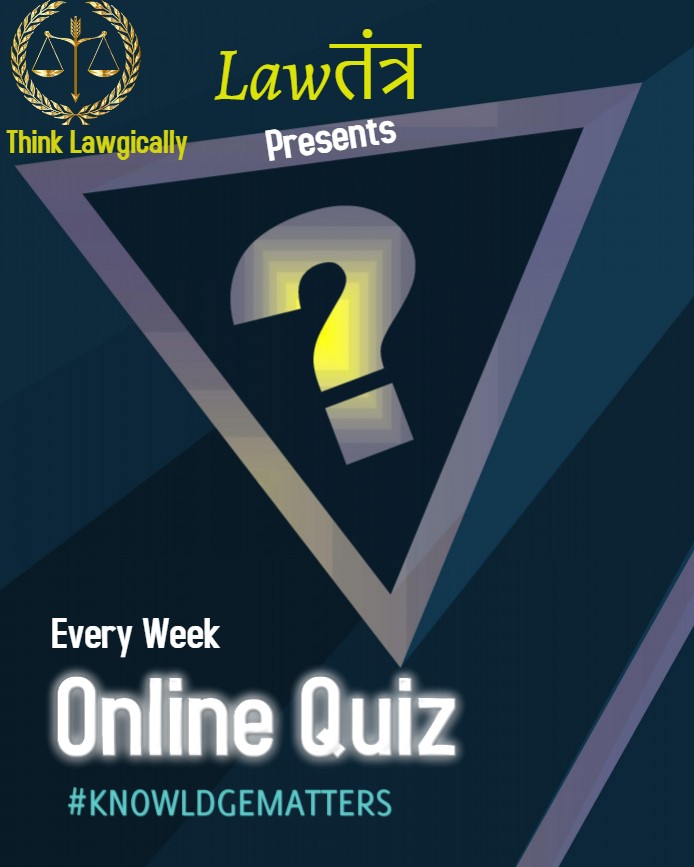 Lawतंत्र
Think Lawgically
Presents
?
Every Week
Online Quiz
#KNOWLDGEMATTERS